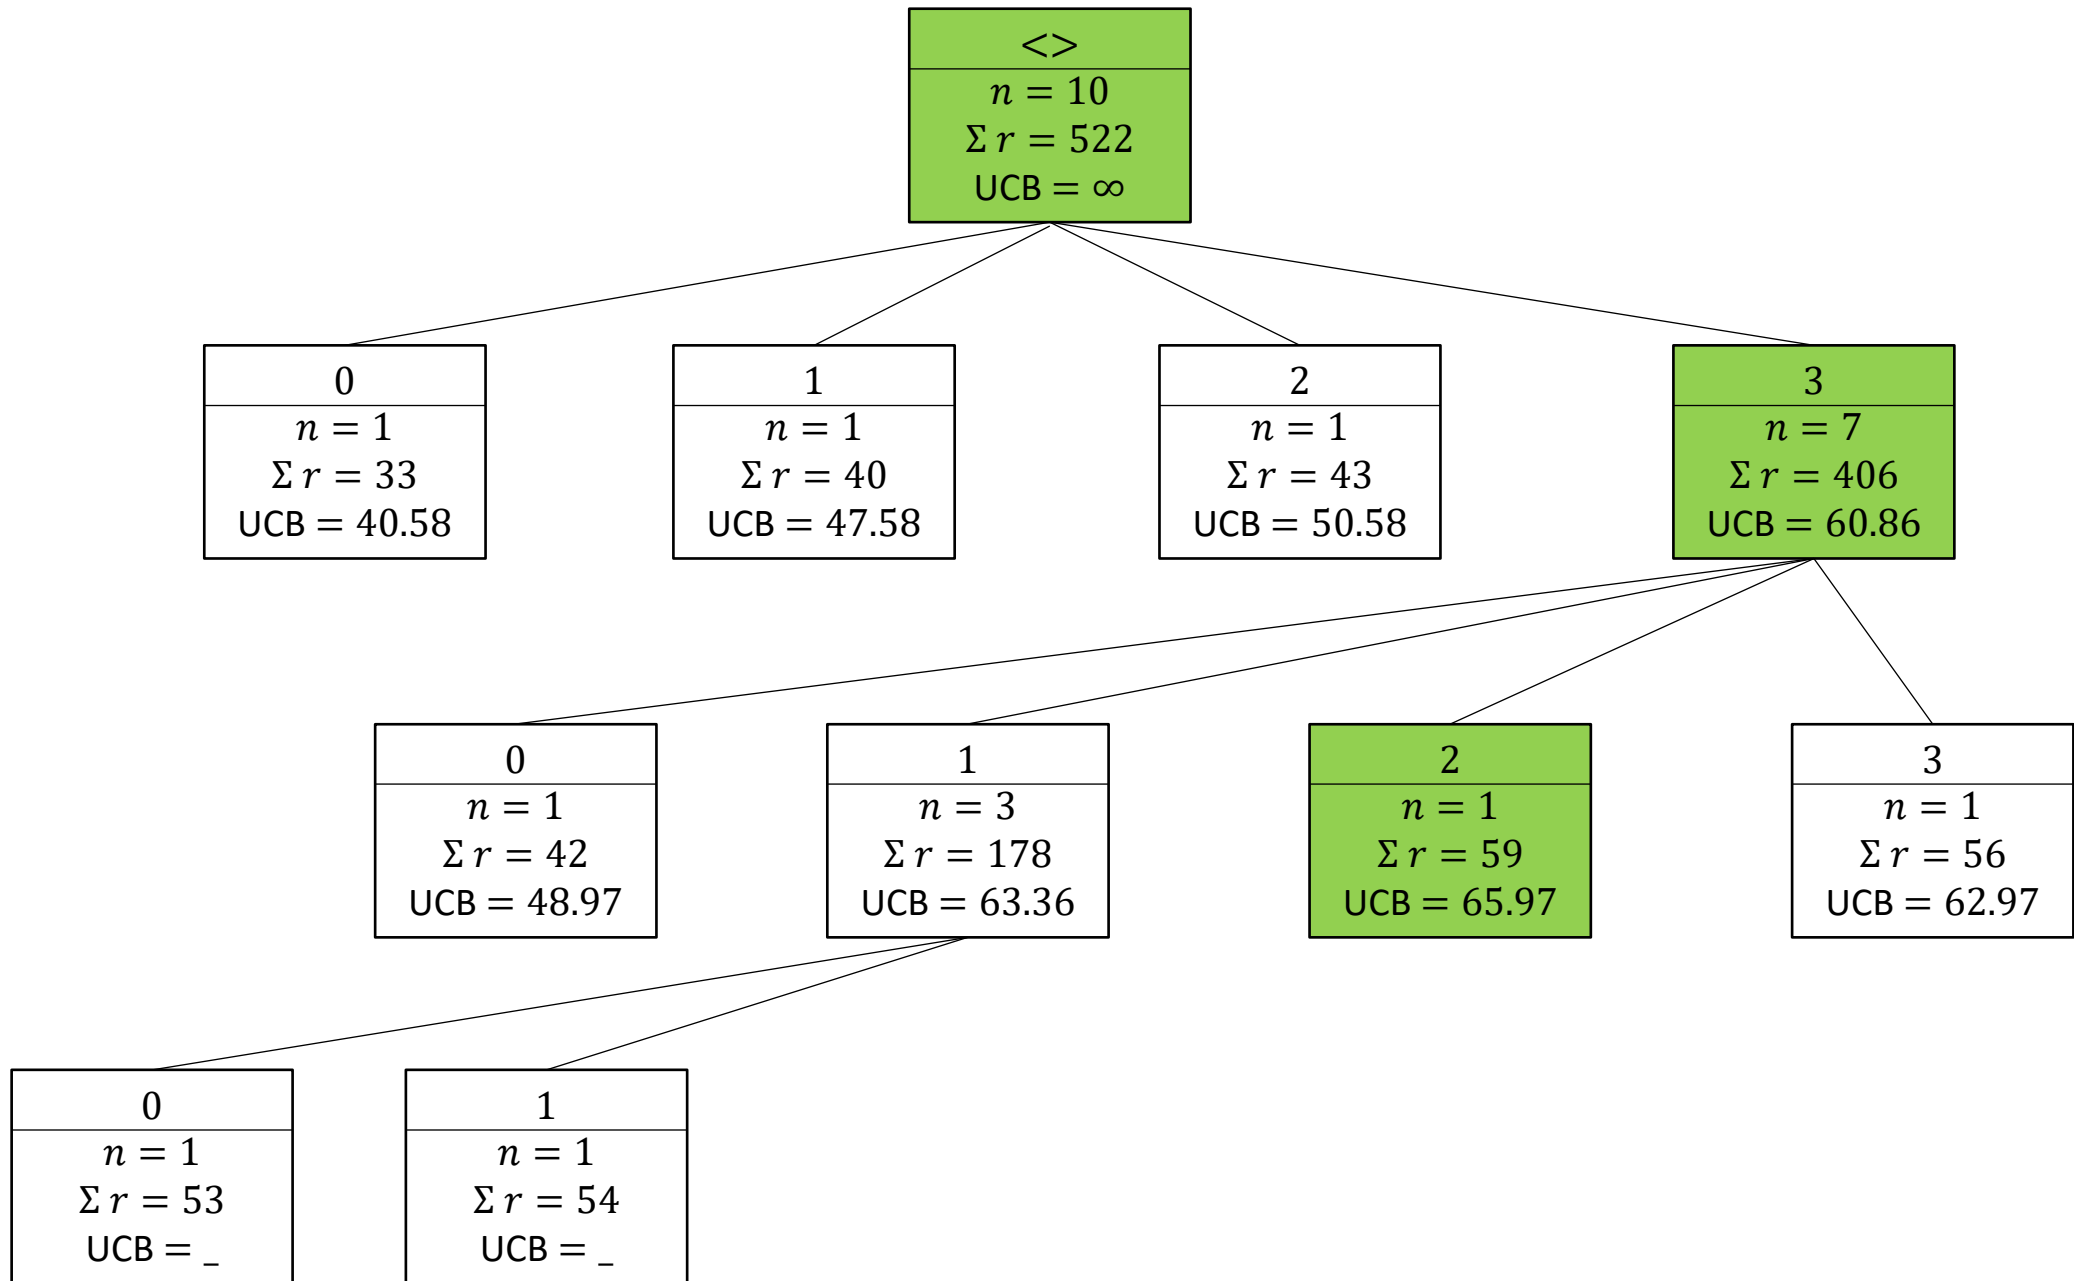 <>
n = 10
Σ r = 522
UCB = ∞
0
n = 1
Σ r = 33
UCB = 40.58
1
n = 1
Σ r = 40
UCB = 47.58
2
n = 1
Σ r = 43
UCB = 50.58
3
n = 7
Σ r = 406
UCB = 60.86
0
n = 1
Σ r = 42
UCB = 48.97
1
n = 3
Σ r = 178
UCB = 63.36
2
n = 1
Σ r = 59
UCB = 65.97
3
n = 1
Σ r = 56
UCB = 62.97
0
n = 1
Σ r = 53
UCB = _
1
n = 1
Σ r = 54
UCB = _